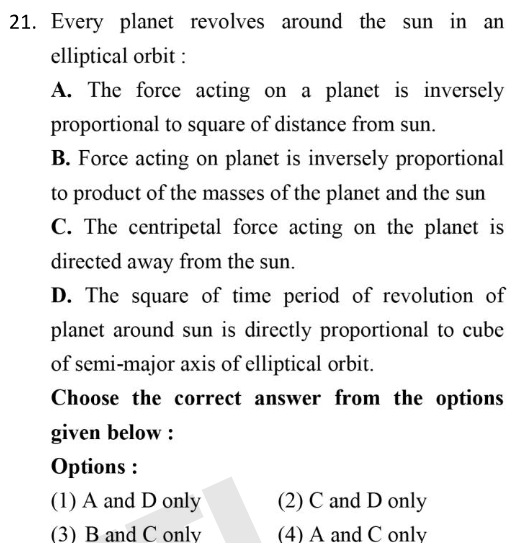 21. Every planet revolves around the sun in an
elliptical orbit :
A. The force acting on a planet is inversely
proportional to square of distance from sun.
B. Force acting on planet is inversely proportional
to product of the masses of the planet and the sun
C. The centripetal force acting on the planet is
directed away from the sun.
D. The square of time period of revolution of
planet around sun is directly proportional to cube
of semi-major axis of elliptical orbit.
Choose the correct answer from the options
given below :
Options :
(1) A and D only (2) C and D only
(3) B and C only (4) A and C only